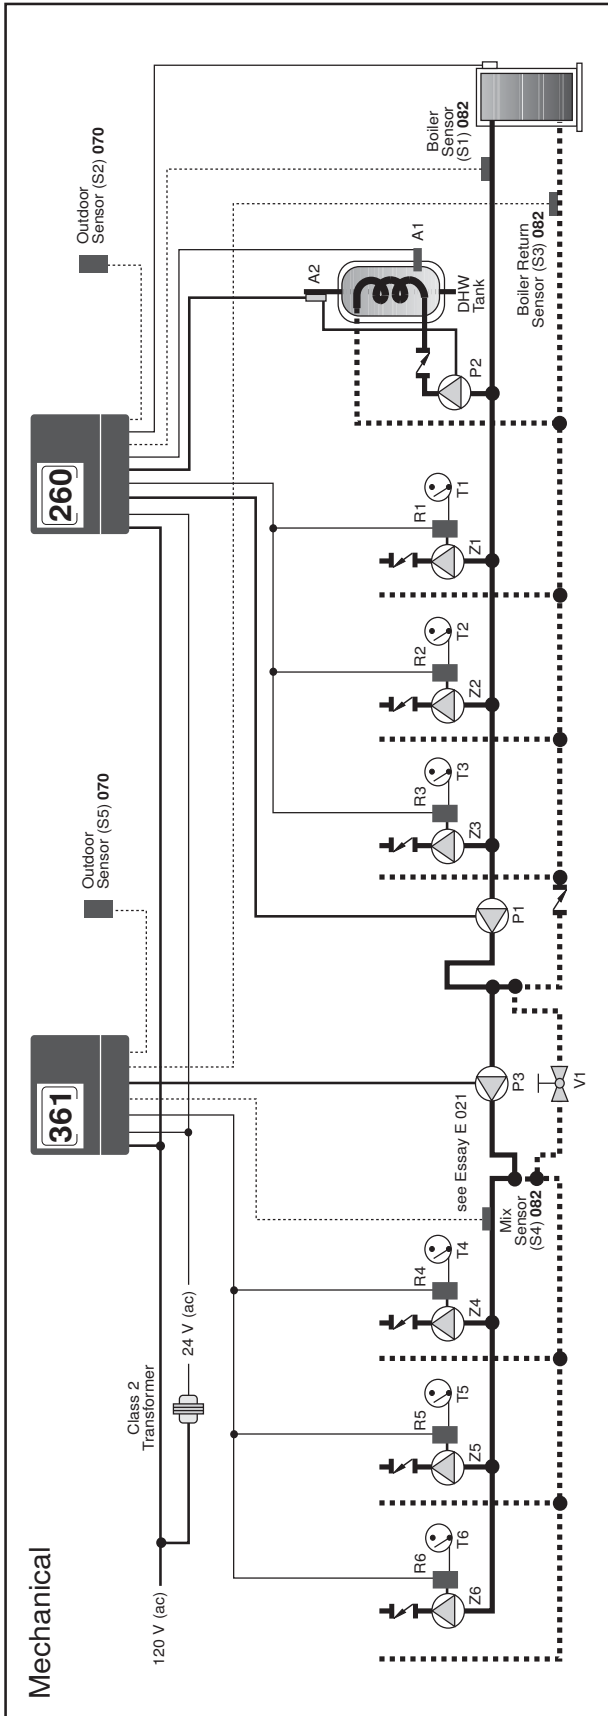 Mechanical
120 V (ac)
Class 2
Transformer
24 V (ac)
361
Outdoor
Sensor (S5) 070
260
Outdoor
Sensor (S2) 070
R6
T6
Z6
R5
T5
Z5
R4
T4
Z4
see Essay E 021
Mix
Sensor
(S4) 082
P3
V1
P1
R3
T3
Z3
R2
T2
Z2
R1
T1
Z1
P2
A2
A1
DHW
Tank
Boiler
Sensor
(S1) 082
Boiler Return
Sensor (S3) 082